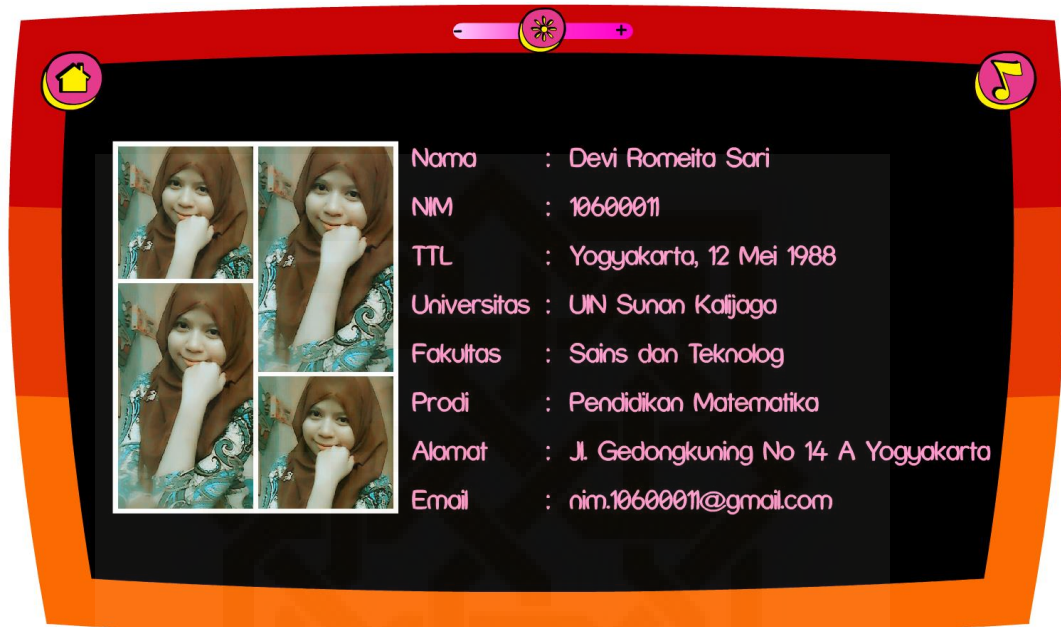 - +
Nama : Devi Romeita Sari
NIM : 10600011
TTL : Yogyakarta, 12 Mei 1988
Universitas : UIN Sunan Kalijaga
Fakultas : Sains dan Teknolog
Prodi : Pendidikan Matematika
Alamat : Jl. Gedongkuning No 14 A Yogyakarta
Email : nim.10600011@gmail.com